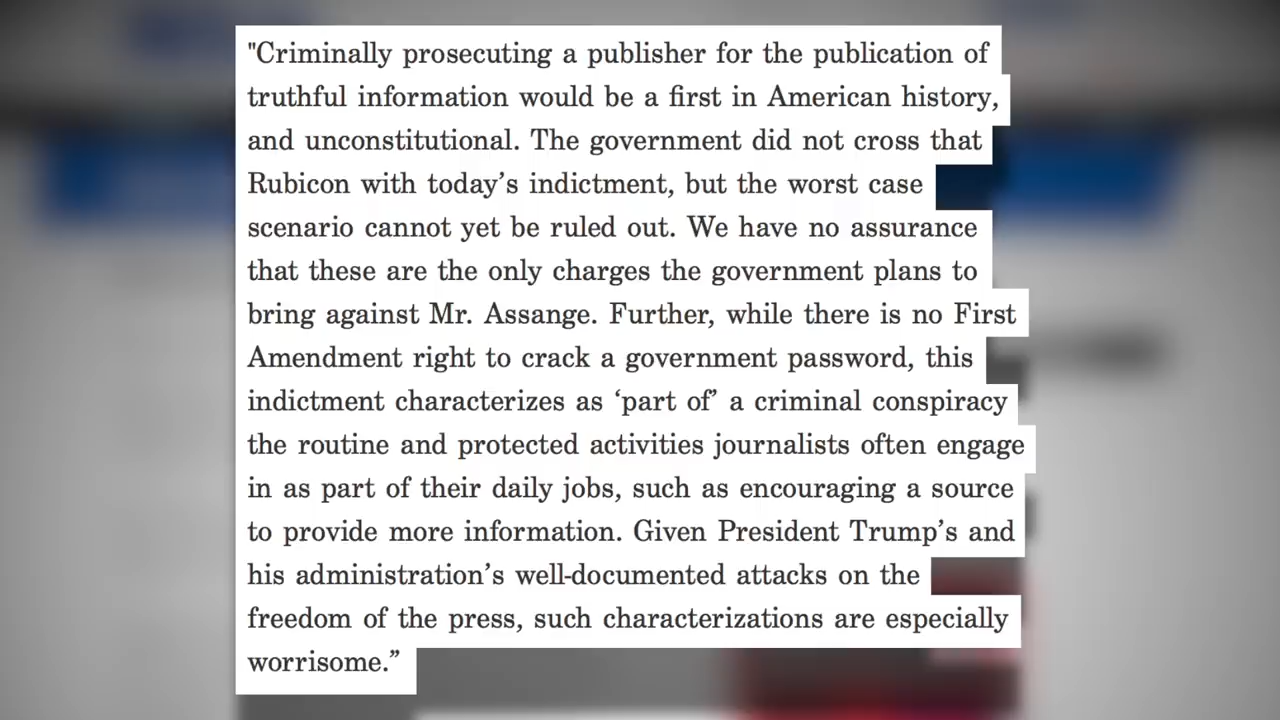 "Criminally prosecuting a publisher for the publication of
truthful information would be a first in American history,
and unconstitutional. The government did not cross that
Rubicon with today’s indictment, but the worst case
scenario cannot yet be ruled out. We have no assurance
that these are the only charges the government plans to
bring against Mr. Assange. Further, while there is no First
Amendment right to crack a government password, this
indictment characterizes as ‘part of’ a criminal conspiracy
the routine and protected activities journalists often engage
in as part of their daily jobs, such as encouraging a source
to provide more information. Given President Trump’s and
his administration’s well-documented attacks on the
freedom of the press, such characterizations are especially
worrisome.”